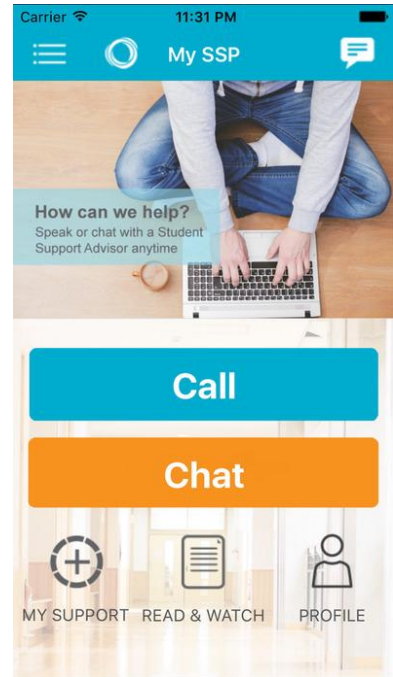 Carrier 11:31 PM
My SSP
How can we help?
Speak or chat with a Student
Support Advisor anytime
Call
Chat
MY SUPPORT READ & WATCH PROFILE